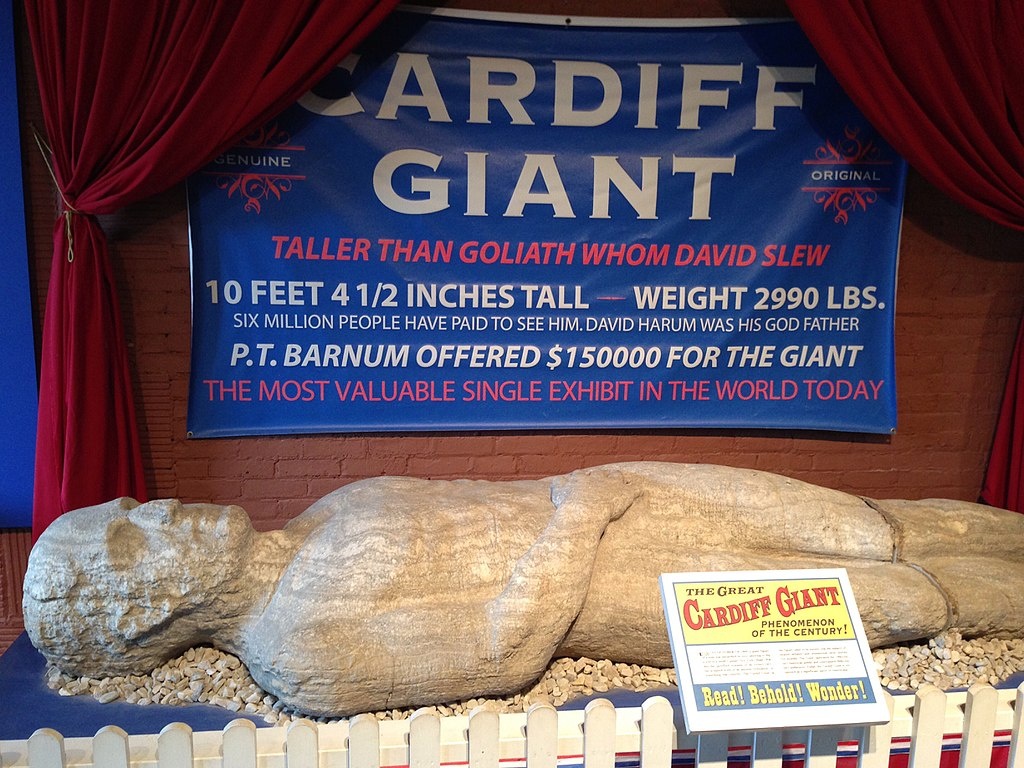 CARDIFF
GIANT
GENUINE
ORIGINAL
TALLER THAN GOLIATH WHOM DAVID SLEW
10 FEET 4 1/2 INCHES TALL — WEIGHT 2990 LBS.
SIX MILLION PEOPLE HAVE PAID TO SEE HIM. DAVID HARUM WAS HIS GOD FATHER
P.T. BARNUM OFFERED $150000 FOR THE GIANT
THE MOST VALUABLE SINGLE EXHIBIT IN THE WORLD TODAY
THE GREAT
CARDIFF GIANT
PHENOMENON
OF THE CENTURY!
Read! Behold! Wonder!